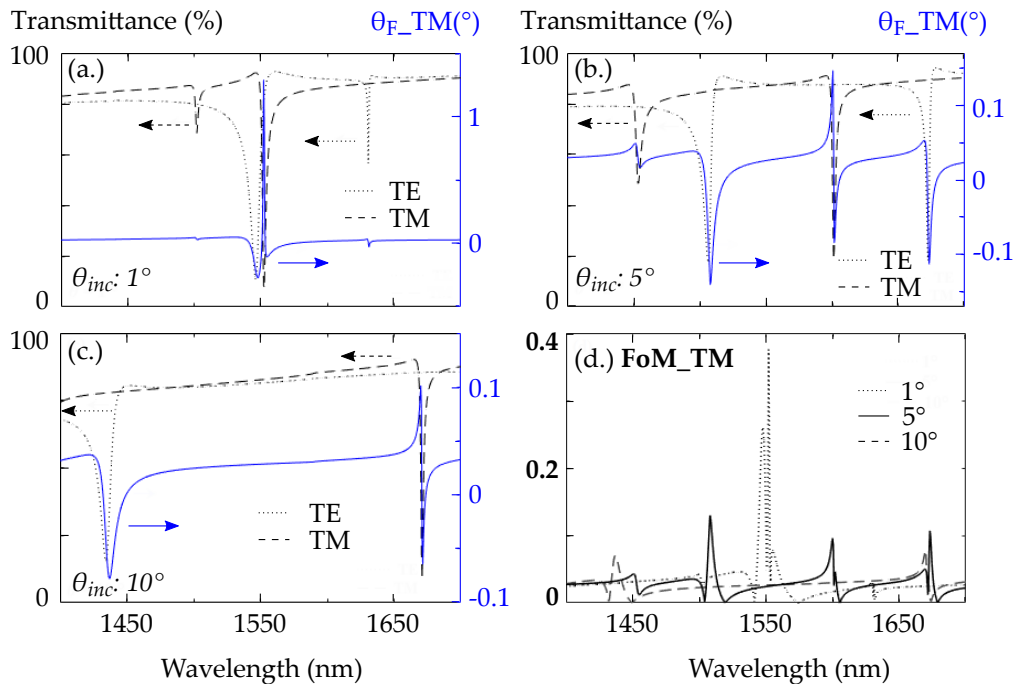 Transmittance (%) θF_TM(°) Transmittance (%) θF_TM(°)
100 (a.) 1 0 TE TM θinc: 1° 0
100 (b.) 0.1 0 -0.1 TE TM θinc: 5° 0
100 (c.) 0.1 0 -0.1 TE TM θinc: 10° 0
0.4 (d.) FoM_TM 1° 5° 10° 0.2 0
1450 1550 1650 1450 1550 1650
Wavelength (nm) Wavelength (nm)